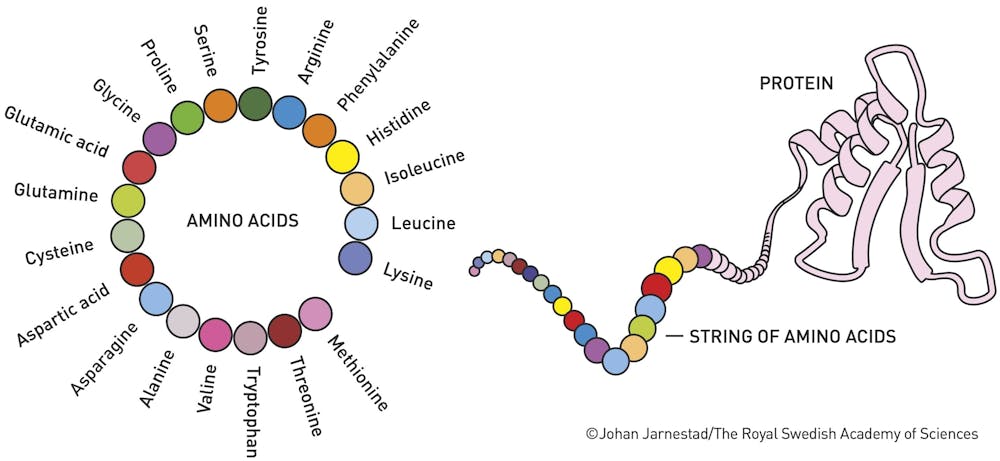 Methionine
Threonine
Tryptophan
Valine
Alanine
Asparagine
Aspartic acid
Cysteine
Glutamine
Glutamic acid
Glycine
Proline
Serine
Tyrosine
Arginine
Phenylalanine
Histidine
Isoleucine
Leucine
Lysine
AMINO ACIDS
PROTEIN
STRING OF AMINO ACIDS
©Johan Jarnestad/The Royal Swedish Academy of Sciences